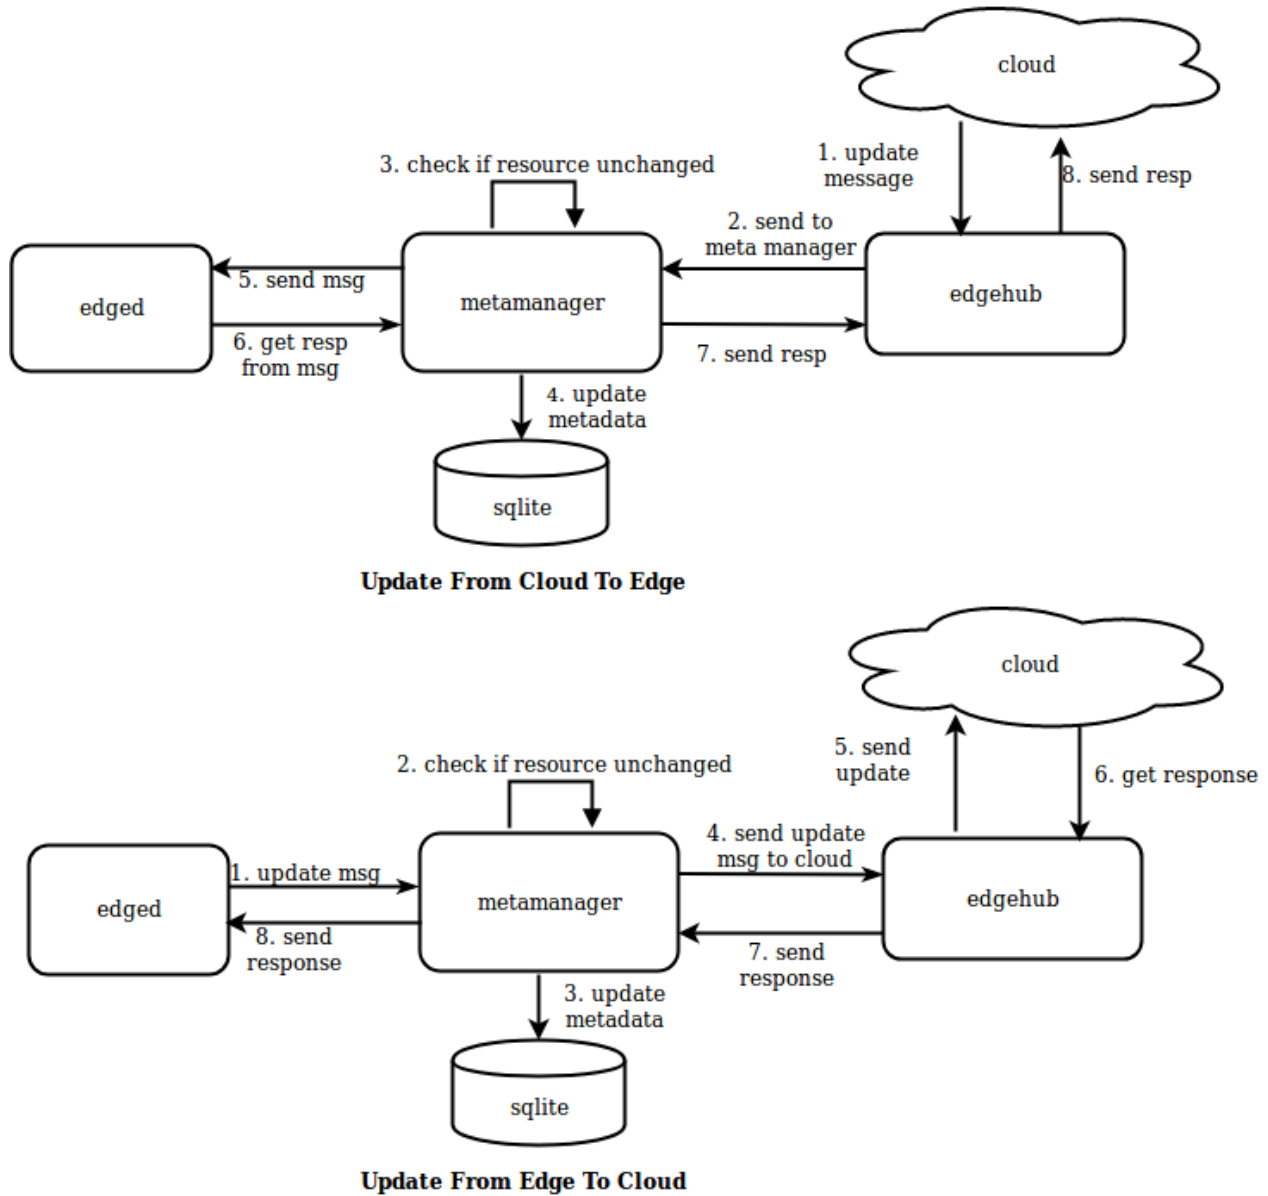 cloud
1. update
message
8. send resp
3. check if resource unchanged
2. send to
meta manager
edged
5. send msg
6. get resp
from msg
metamanager
7. send resp
edgehub
4. update
metadata
sqlite
Update From Cloud To Edge
cloud
5. send
update
6. get response
2. check if resource unchanged
4. send update
msg to cloud
edged
1. update msg
8. send
response
metamanager
7. send
response
edgehub
3. update
metadata
sqlite
Update From Edge To Cloud